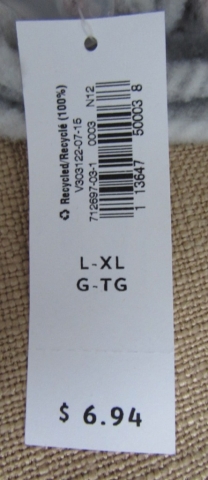 ♻ Recycled/Recyclé (100%)
V303122-07-15
712697-03-1 0003 N12
1 13647 50003 8
L-XL
G-TG
$ 6.94